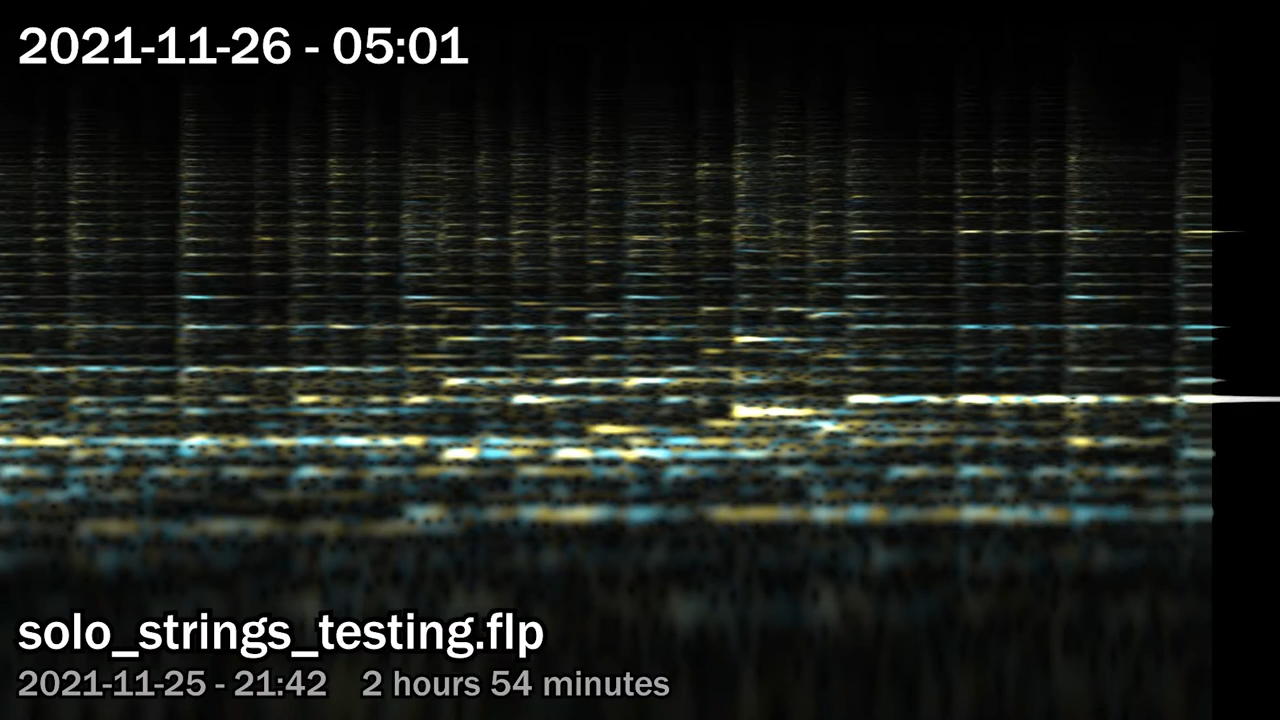 2021-11-26 - 05:01
solo_strings_testing.flp
2021-11-25 - 21:42 2 hours 54 minutes